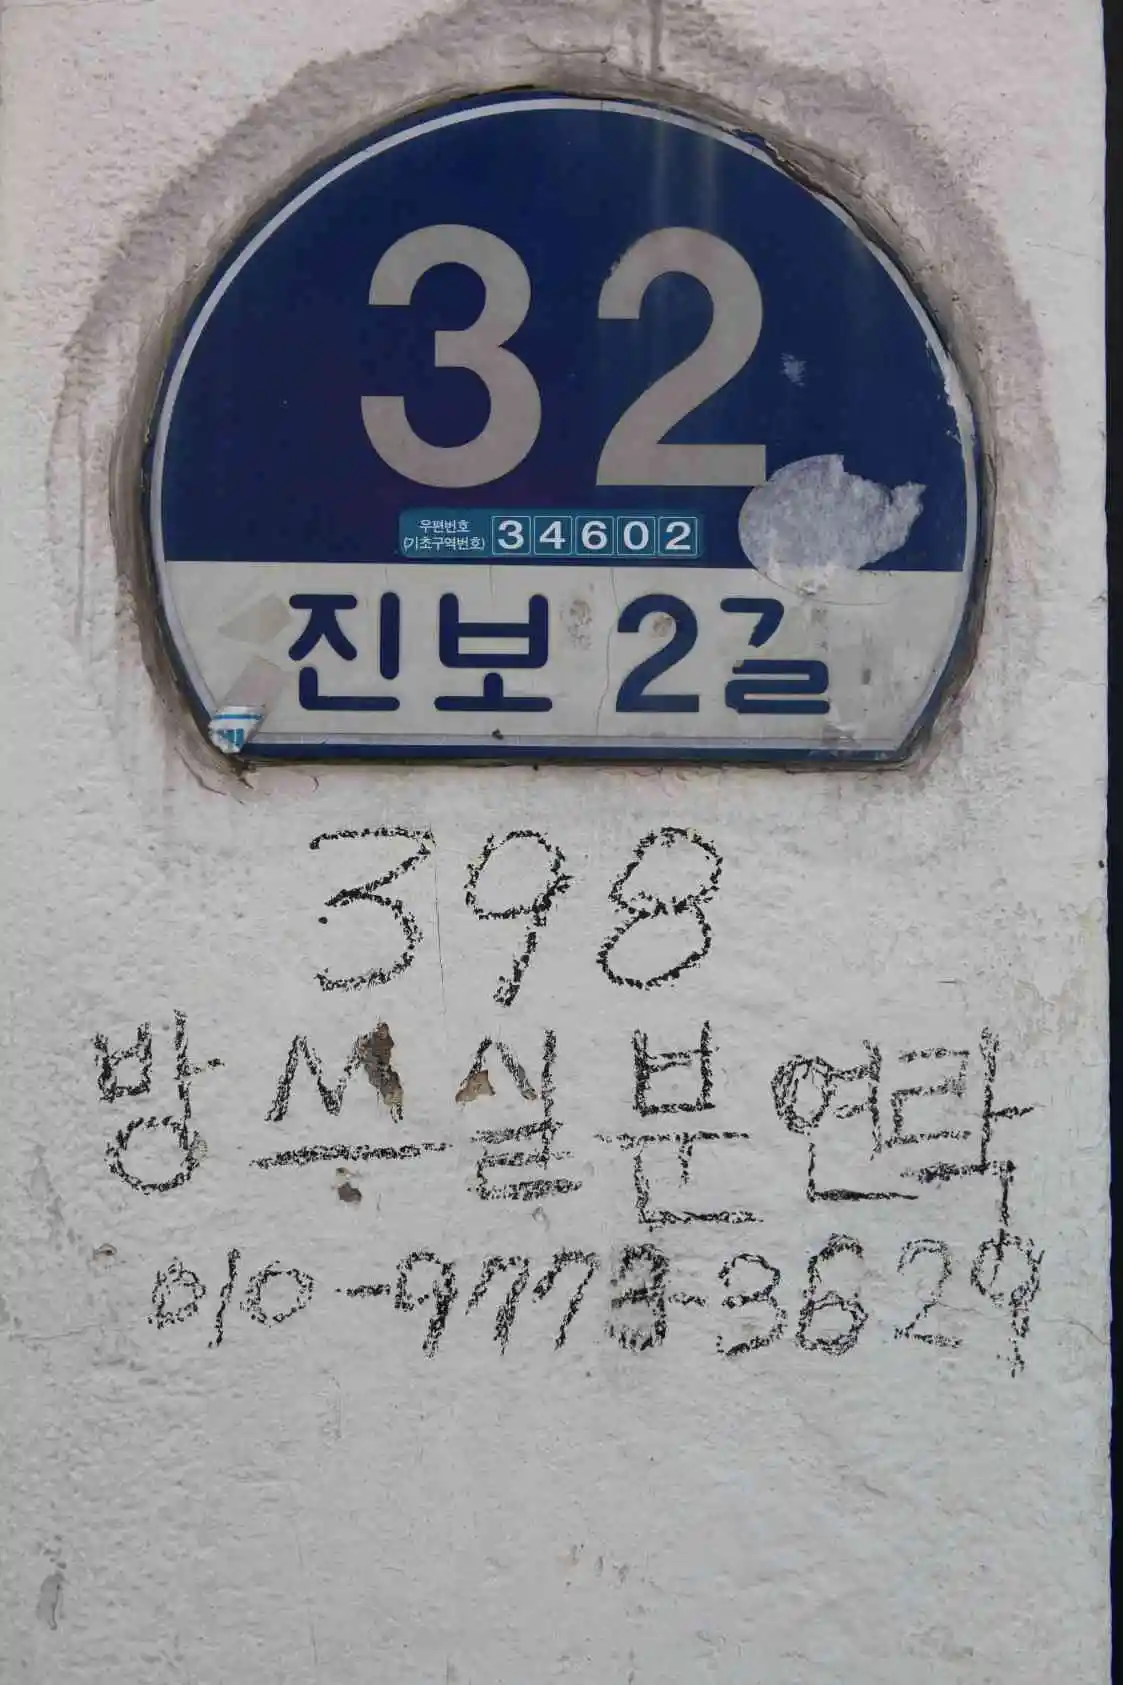 32
우편번호
(기초구역번호) 34602
진보 2길
398
방 쓰실 뿐 연락
010-9773-3629